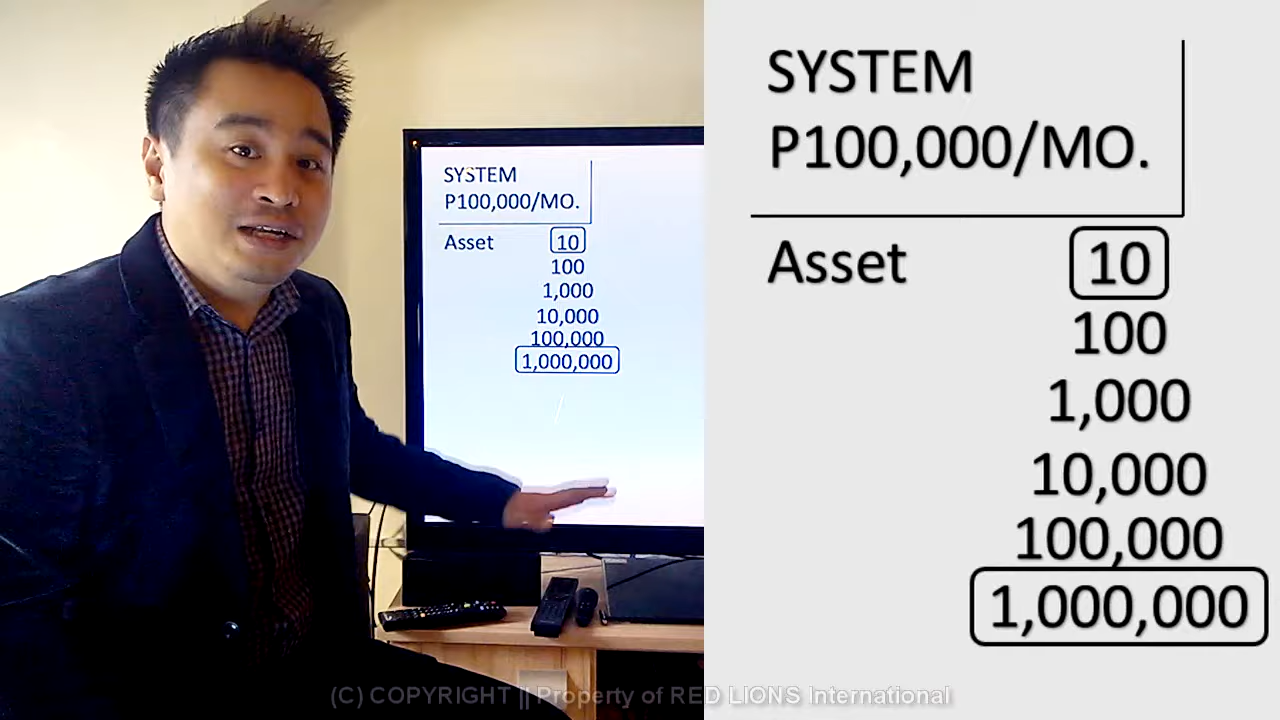 SYSTEM
P100,000/MO.
Asset 10
100
1,000
10,000
100,000
1,000,000
SYSTEM
P100,000/MO.
Asset 10
100
1,000
10,000
100,000
1,000,000
(C) COPYRIGHT || Property of RED LIONS International